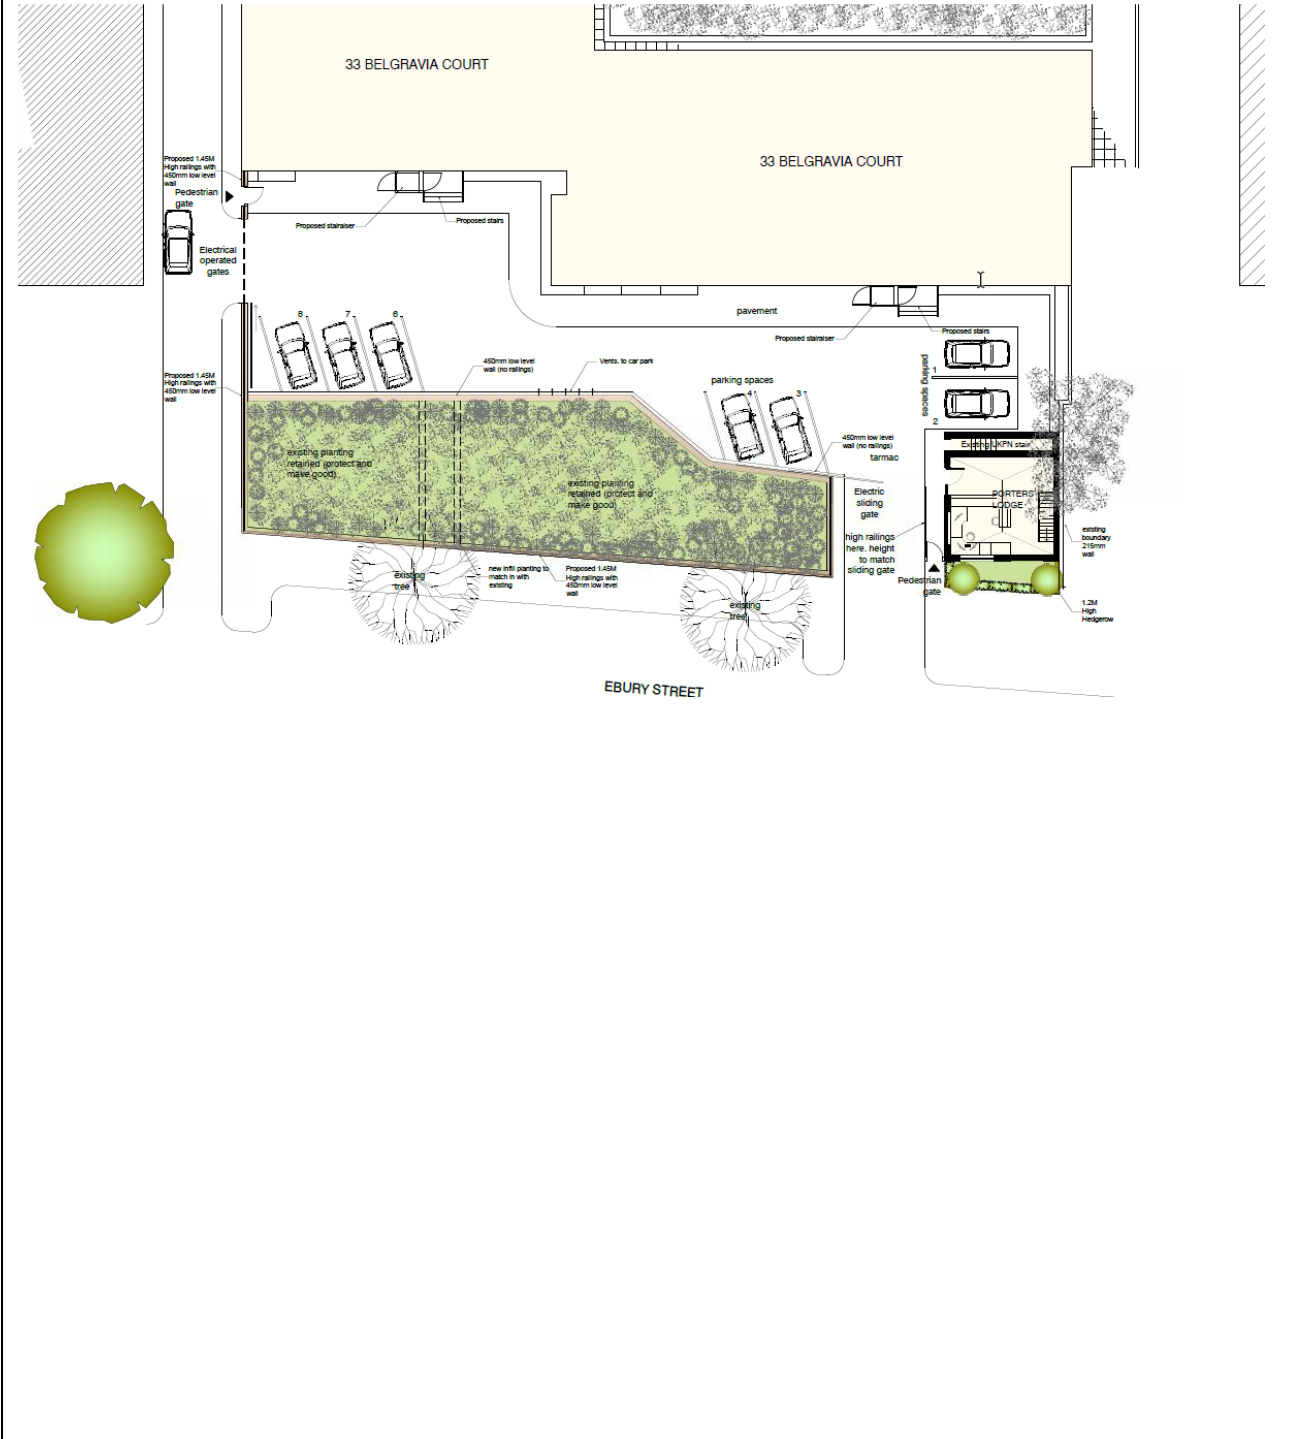 33 BELGRAVIA COURT
33 BELGRAVIA COURT
Proposed 1.45M
High railings with
450mm low level
wall
Pedestrian
gate
Electrical
operated
gates
Proposed stairaiser
Proposed stairs
pavement
Proposed stairaiser
Proposed stairs
8
7
6
450mm low level
wall (no railings)
Vents. to car park
Proposed 1.45M
High railings with
450mm low level
wall
parking spaces
4
3
parking spaces
1
2
450mm low level
wall (no railings)
tarmac
Existing UKPN stair
existing planting
retained (protect and
make good)
existing planting
retained (protect and
make good)
Electric
sliding
gate
PORTERS
LODGE
high railings
here. height
to match
sliding gate
existing
boundary
215mm
wall
Pedestrian
gate
existing
tree
new infill planting to
match in with
existing
Proposed 1.45M
High railings with
450mm low level
wall
existing
tree
1.2M
High
Hedgerow
EBURY STREET